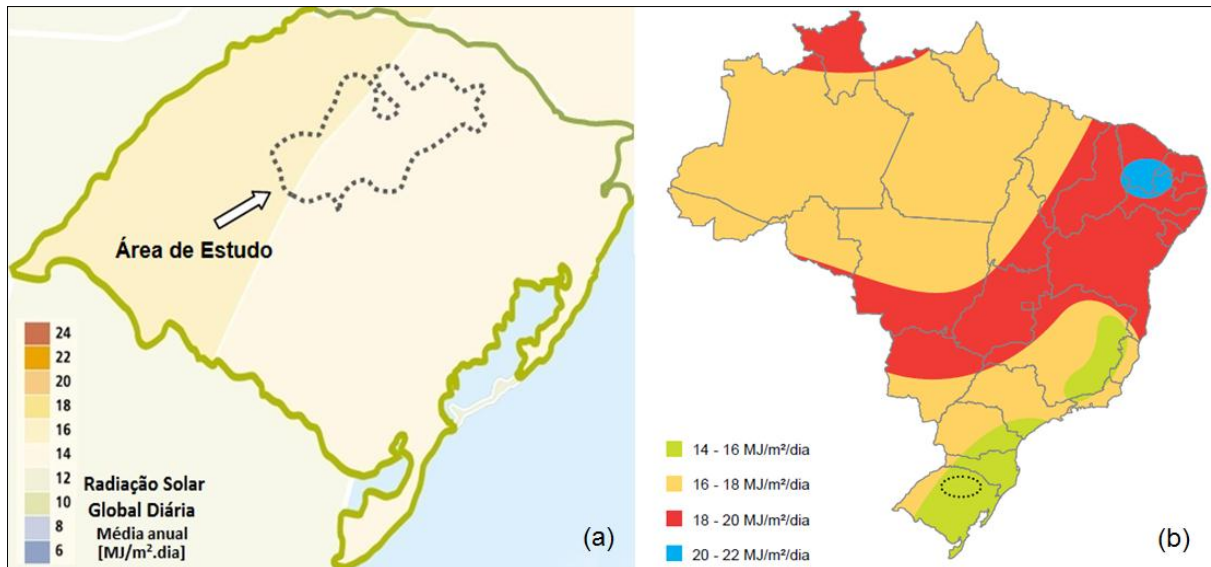 Área de Estudo
24
22
20
18
16
14
12
10
8
6
Radiação Solar
Global Diária
Média anual
[MJ/m².dia]
(a)
14 - 16 MJ/m²/dia
16 - 18 MJ/m²/dia
18 - 20 MJ/m²/dia
20 - 22 MJ/m²/dia
(b)